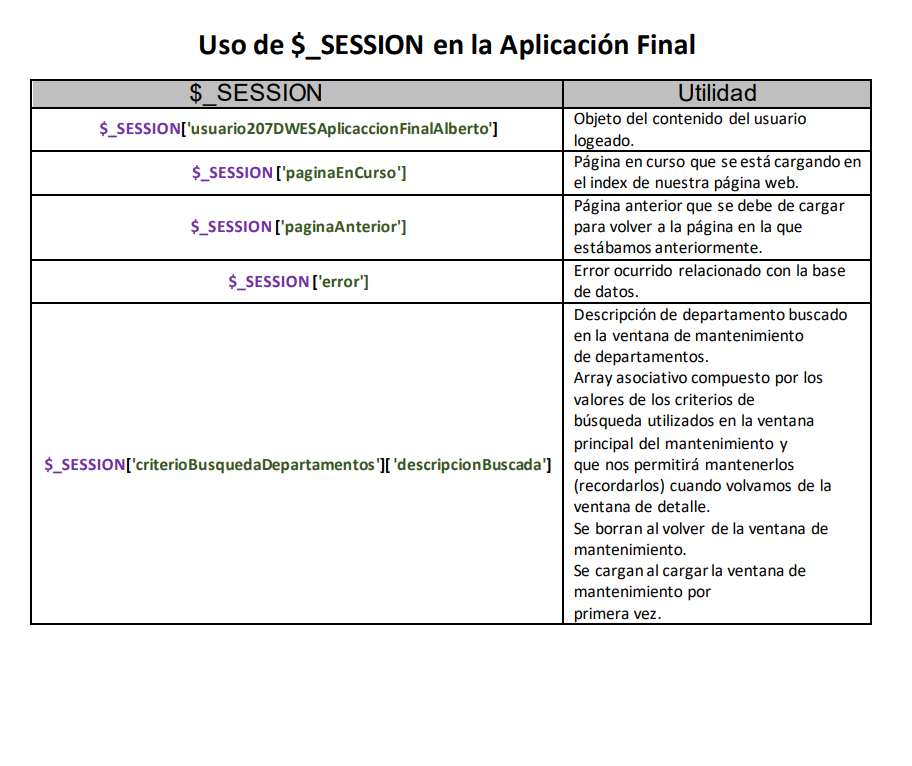 Uso de $_SESSION en la Aplicación Final
$_SESSION
Utilidad
$_SESSION['usuario207DWESAplicaccionFinalAlberto']
Objeto del contenido del usuario
logeado.
$_SESSION ['paginaEnCurso']
Página en curso que se está cargando en
el index de nuestra página web.
$_SESSION ['paginaAnterior']
Página anterior que se debe de cargar
para volver a la página en la que
estábamos anteriormente.
$_SESSION ['error']
Error ocurrido relacionado con la base
de datos.
$_SESSION['criterioBusquedaDepartamentos']['descripcionBuscada']
Descripción de departamento buscado
en la ventana de mantenimiento
de departamentos.
Array asociativo compuesto por los
valores de los criterios de
búsqueda utilizados en la ventana
principal del mantenimiento y
que nos permitirá mantenerlos
(recordarlos) cuando volvamos de la
ventana de detalle.
Se borran al volver de la ventana de
mantenimiento.
Se cargan al cargar la ventana de
mantenimiento por
primera vez.